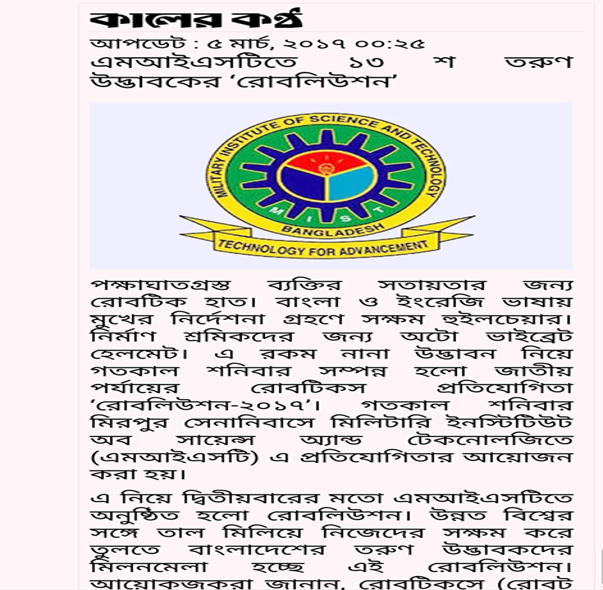 কালের কণ্ঠ
আপডেট : ৫ মার্চ, ২০১৭ ০০:২৫
এমআইএসটিতে ১৩ শ তরুণ
উদ্ভাবকের ‘রোবলিউশন’
MILITARY INSTITUTE OF SCIENCE AND TECHNOLOGY
M I S T
BANGLADESH
TECHNOLOGY FOR ADVANCEMENT
পক্ষাঘাতগ্রস্ত ব্যক্তির সতায়তার জন্য
রোবটিক হাত। বাংলা ও ইংরেজি ভাষায়
মুখের নির্দেশনা গ্রহণে সক্ষম হুইলচেয়ার।
নির্মাণ শ্রমিকদের জন্য অটো ভাইব্রেট
হেলমেট। এ রকম নানা উদ্ভাবন নিয়ে
গতকাল শনিবার সম্পন্ন হলো জাতীয়
পর্যায়ের রোবটিকস প্রতিযোগিতা
‘রোবলিউশন-২০১৭’। গতকাল শনিবার
মিরপুর সেনানিবাসে মিলিটারি ইনস্টিটিউট
অব সায়েন্স অ্যান্ড টেকনোলজিতে
(এমআইএসটি) এ প্রতিযোগিতার আয়োজন
করা হয়।
এ নিয়ে দ্বিতীয়বারের মতো এমআইএসটিতে
অনুষ্ঠিত হলো রোবলিউশন। উন্নত বিশ্বের
সঙ্গে তাল মিলিয়ে নিজেদের সক্ষম করে
তুলতে বাংলাদেশের তরুণ উদ্ভাবকদের
মিলনমেলা হচ্ছে এই রোবলিউশন।
আয়োকজকরা জানান, রোবটিকসে (রোবট